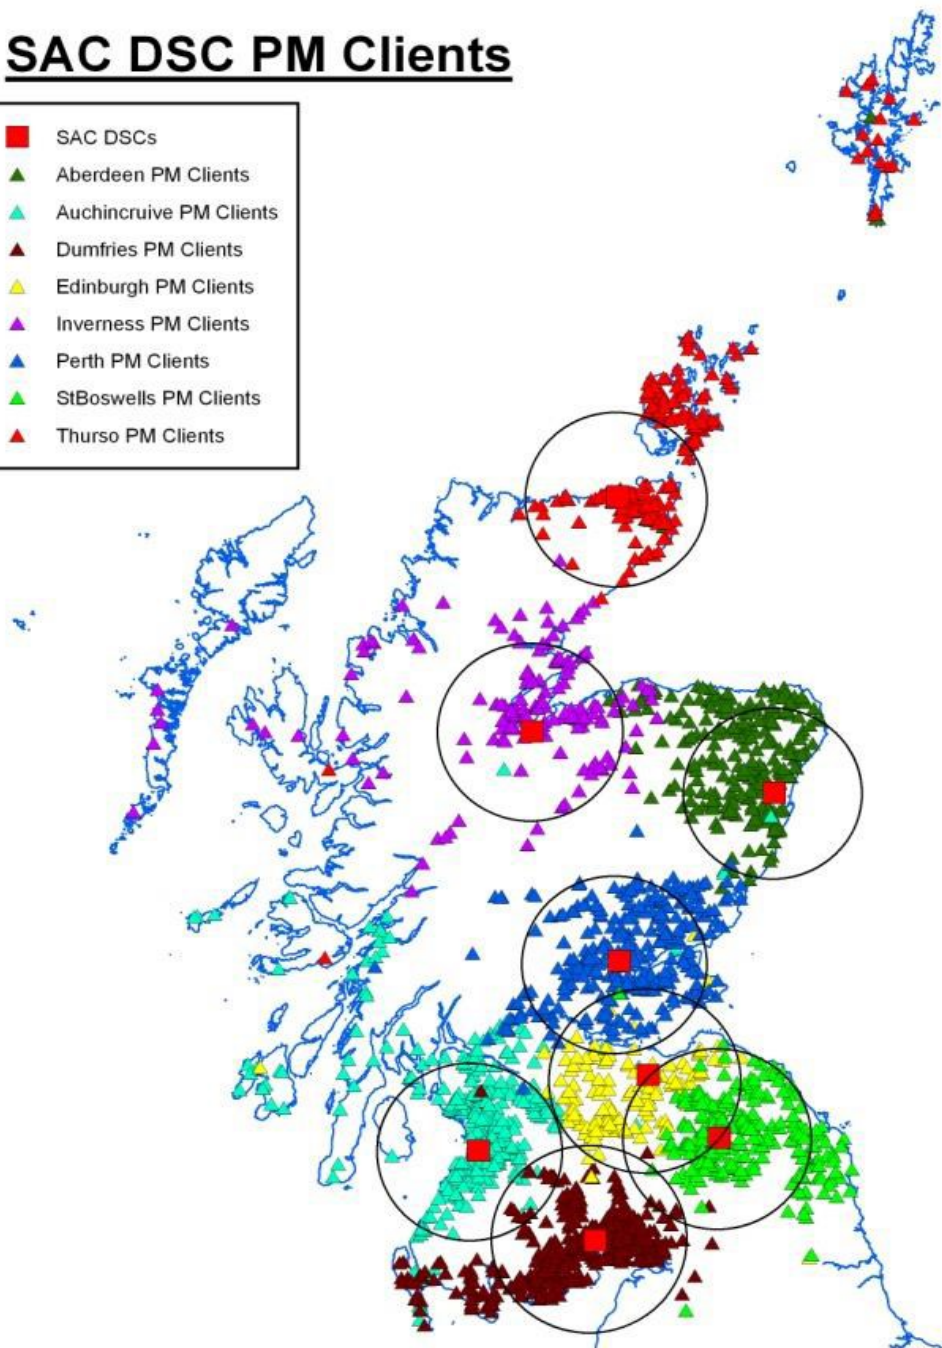 SAC DSC PM Clients
SAC DSCs
Aberdeen PM Clients
Auchincruive PM Clients
Dumfries PM Clients
Edinburgh PM Clients
Inverness PM Clients
Perth PM Clients
StBoswells PM Clients
Thurso PM Clients